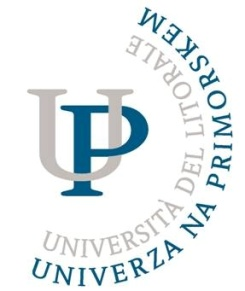 UP
UNIVERSITÀ DEL LITORALE
UNIVERZA NA PRIMORSKEM